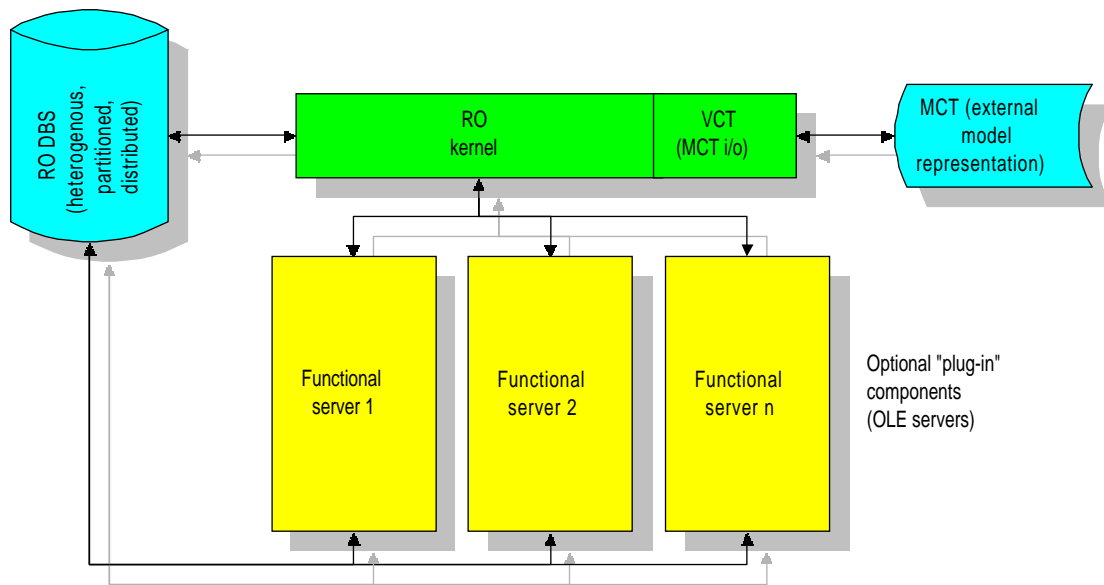 RO DBS
(heterogenous,
partitioned,
distributed)
RO
kernel
VCT
(MCT i/o)
MCT (external
model
representation)
Functional
server 1
Functional
server 2
Functional
server n
Optional "plug-in"
components
(OLE servers)